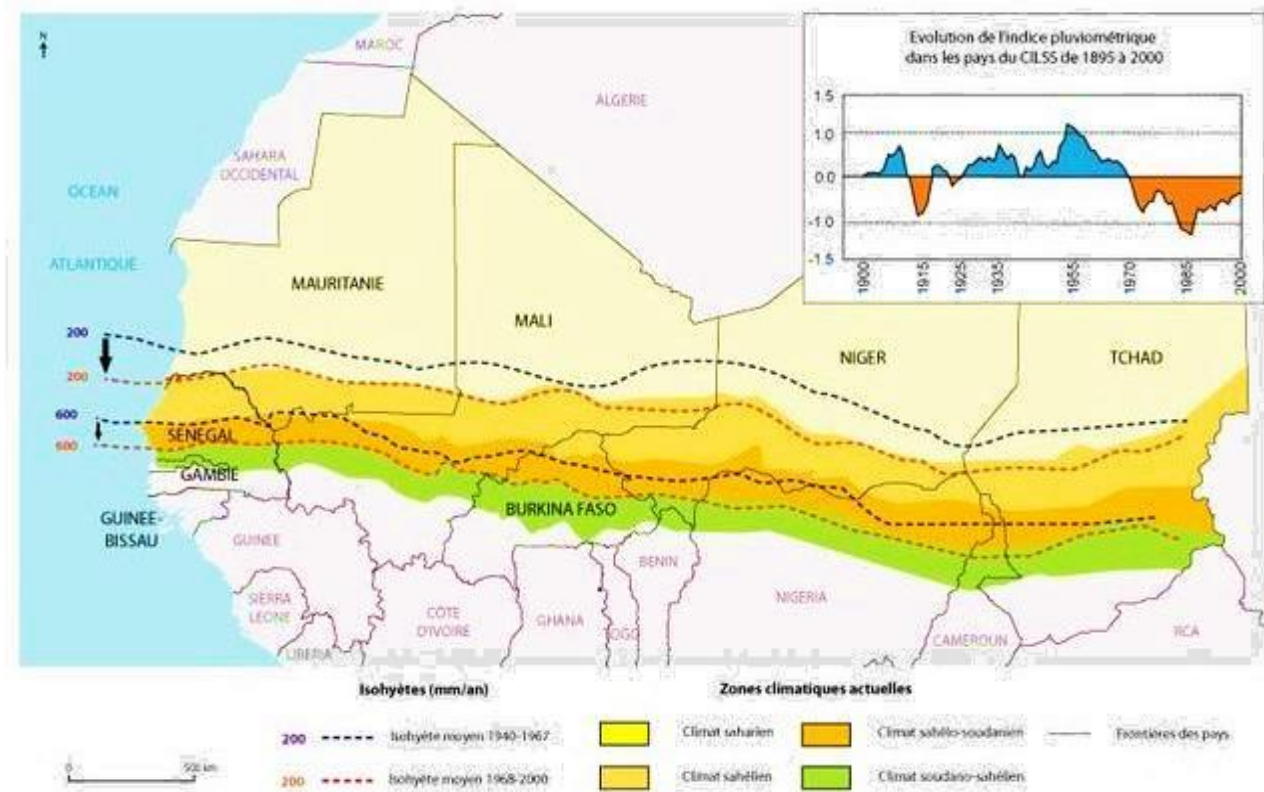 N
Evolution de l'indice pluviométrique
dans les pays du CILSS de 1895 à 2000
1.5
1.0
0.0
-1.0
-1.5
1900
1915
1925
1935
1955
1970
1985
2000
MAROC
ALGERIE
SAHARA
OCCIDENTAL
OCEAN
ATLANTIQUE
MAURITANIE
MALI
NIGER
TCHAD
200
200
600
600
SENEGAL
GAMBIE
GUINEE-
BISSAU
BURKINA FASO
GUINEE
SIERRA
LEONE
LIBERIA
CÔTE
D'IVOIRE
GHANA
TOGO
BENIN
NIGERIA
CAMEROUN
RCA
Isohyètes (mm/an)
Zones climatiques actuelles
200
Isohyète moyen 1940-1967
Climat saharien
Climat sahélo-soudanien
Frontières des pays
0
500 km
200
Isohyète moyen 1968-2000
Climat sahélien
Climat soudano-sahélien